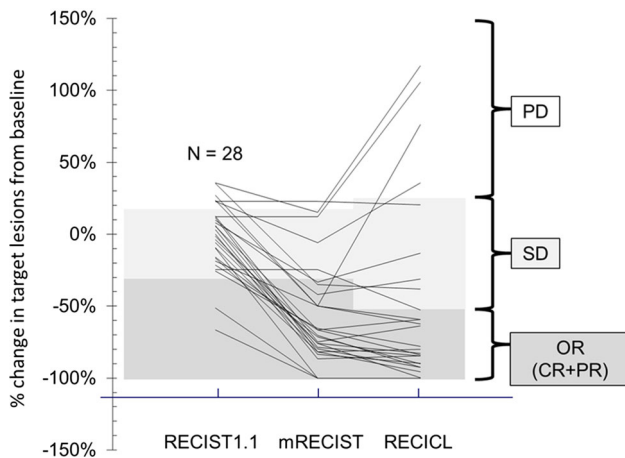 % change in target lesions from baseline
150%
100%
50%
0%
-50%
-100%
-150%
N = 28
RECIST1.1 mRECIST RECICL
PD
SD
OR
(CR+PR)